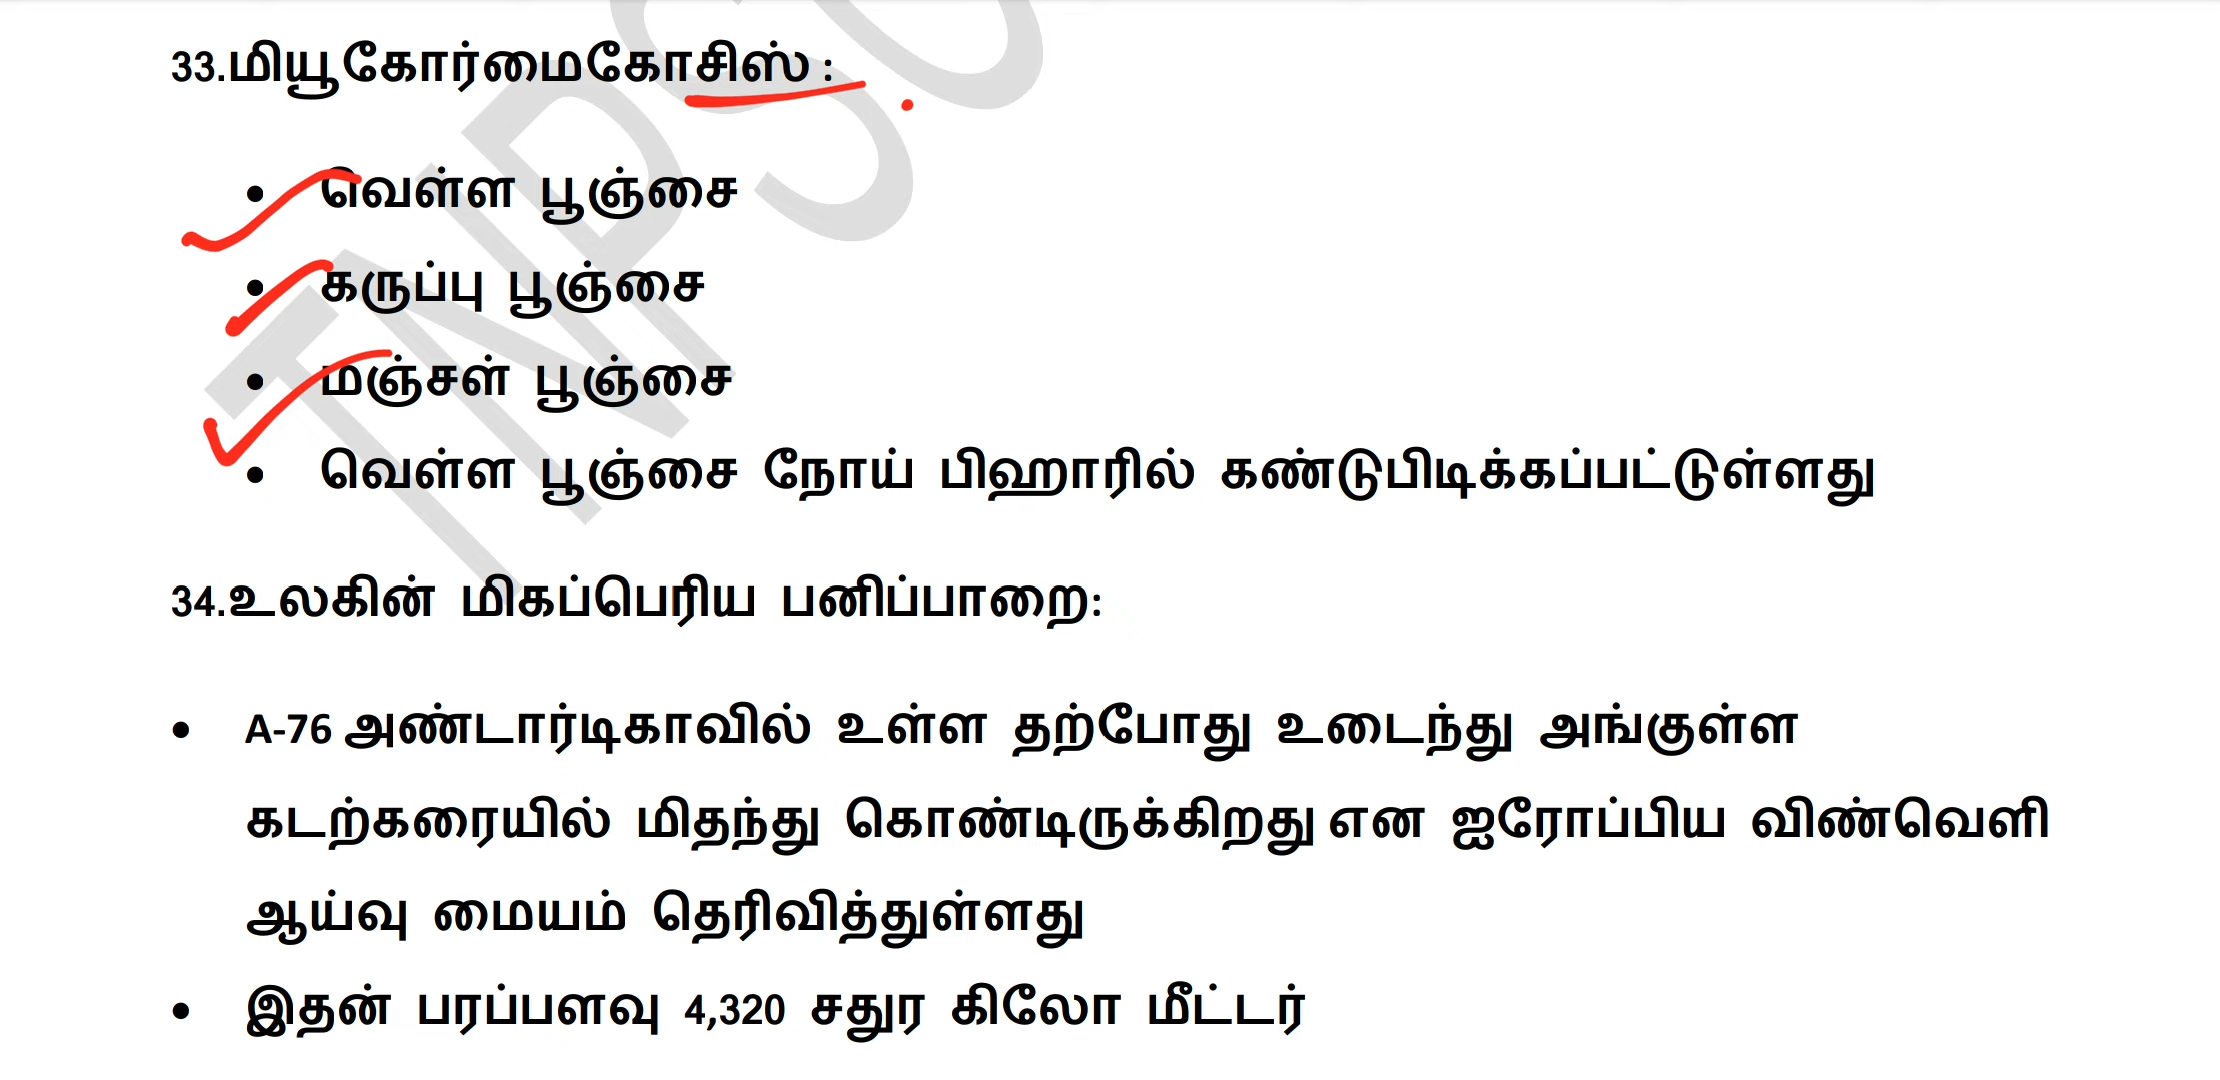 33.மியூகோர்மைகோசிஸ் :
• வெள்ள பூஞ்சை
• கருப்பு பூஞ்சை
• மஞ்சள் பூஞ்சை
• வெள்ள பூஞ்சை நோய் பிஹாரில் கண்டுபிடிக்கப்பட்டுள்ளது
34.உலகின் மிகப்பெரிய பனிப்பாறை:
• A-76 அண்டார்டிகாவில் உள்ள தற்போது உடைந்து அங்குள்ள
கடற்கரையில் மிதந்து கொண்டிருக்கிறது என ஐரோப்பிய விண்வெளி
ஆய்வு மையம் தெரிவித்துள்ளது
• இதன் பரப்பளவு 4,320 சதுர கிலோ மீட்டர்
TNPSC